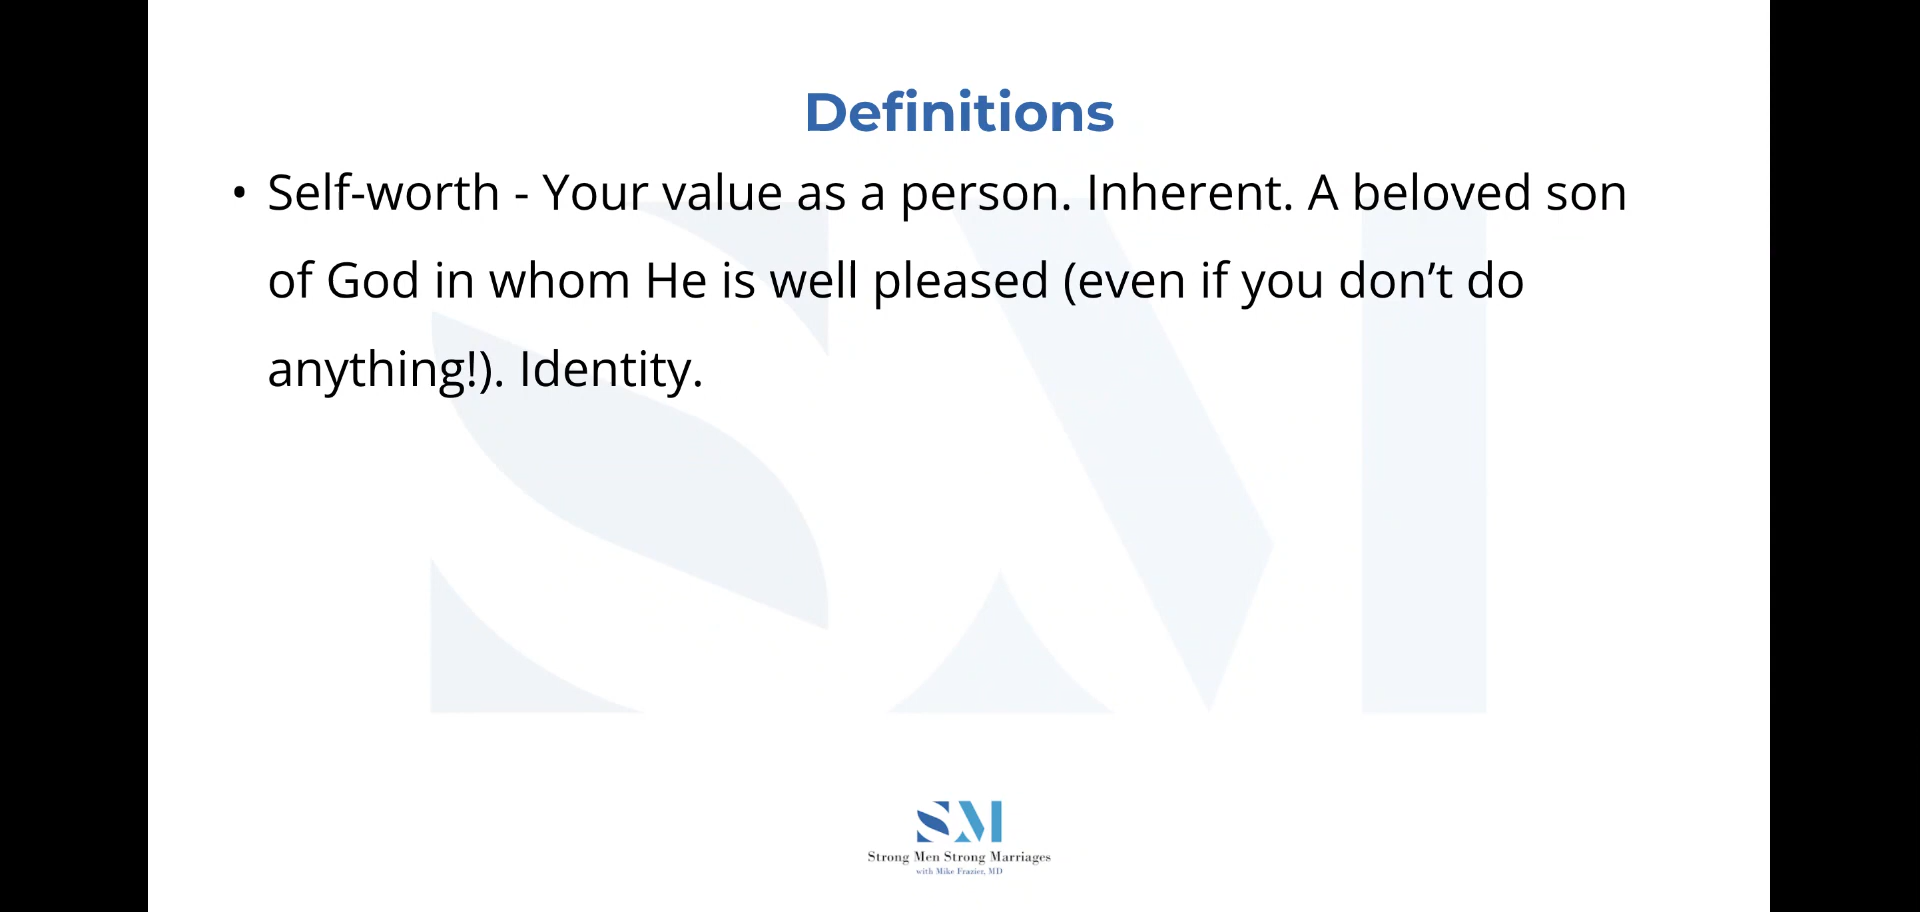 Definitions
• Self-worth - Your value as a person. Inherent. A beloved son
of God in whom He is well pleased (even if you don’t do
anything!). Identity.
SM
Strong Men Strong Marriages
with Mike Frazier, MD